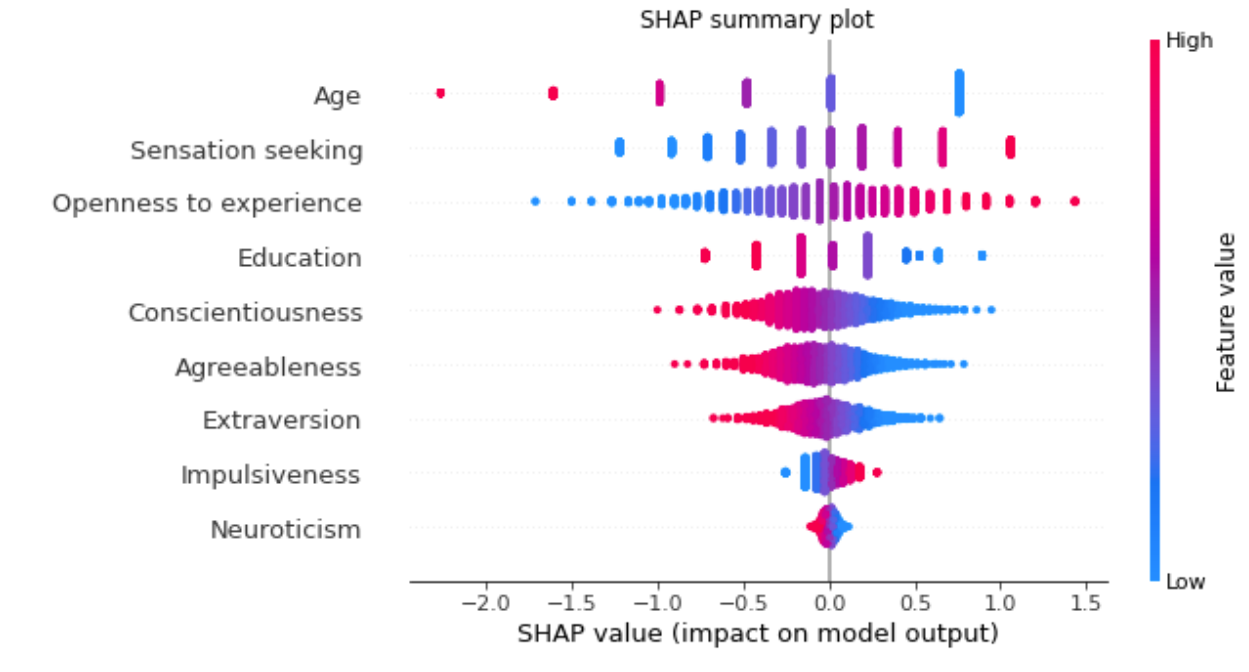 SHAP summary plot
High
Age
Sensation seeking
Openness to experience
Education
Conscientiousness
Agreeableness
Extraversion
Impulsiveness
Neuroticism
Feature value
Low
−2.0 −1.5 −1.0 −0.5 0.0 0.5 1.0 1.5
SHAP value (impact on model output)